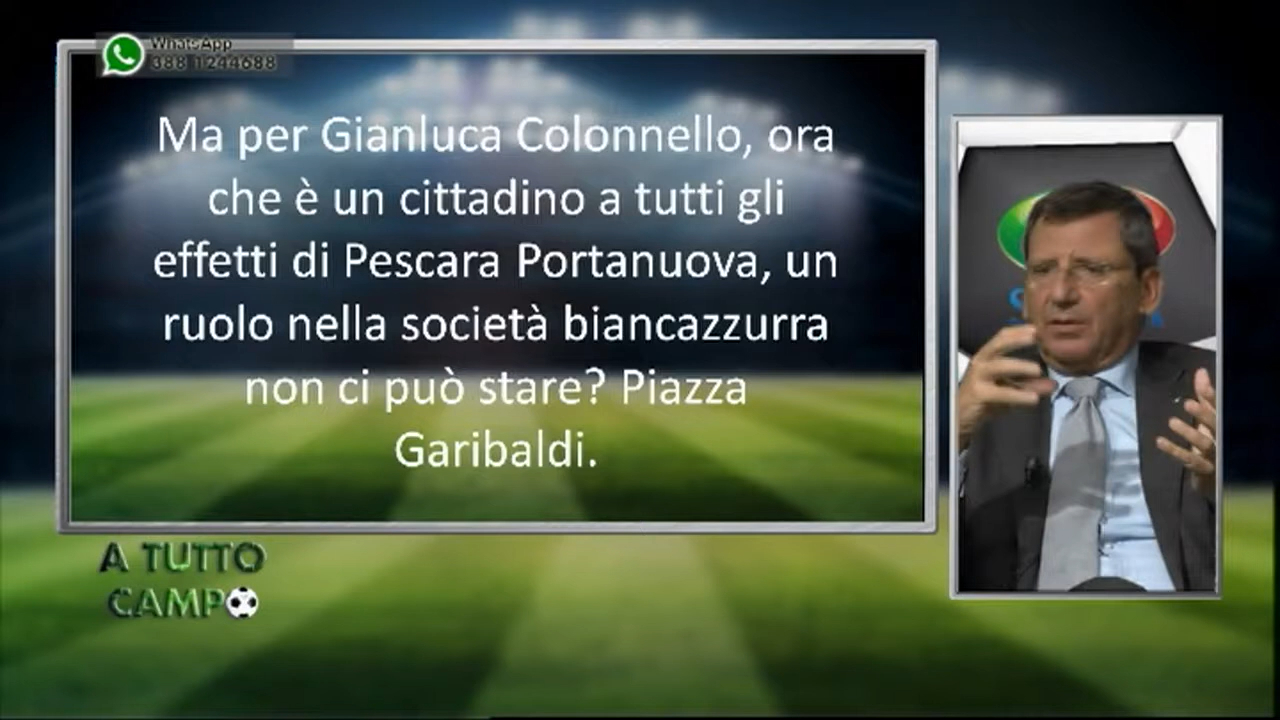 WhatsApp
388 1244688
Ma per Gianluca Colonnello, ora
che è un cittadino a tutti gli
effetti di Pescara Portanuova, un
ruolo nella società biancazzurra
non ci può stare? Piazza
Garibaldi.
A TUTTO
CAMPO